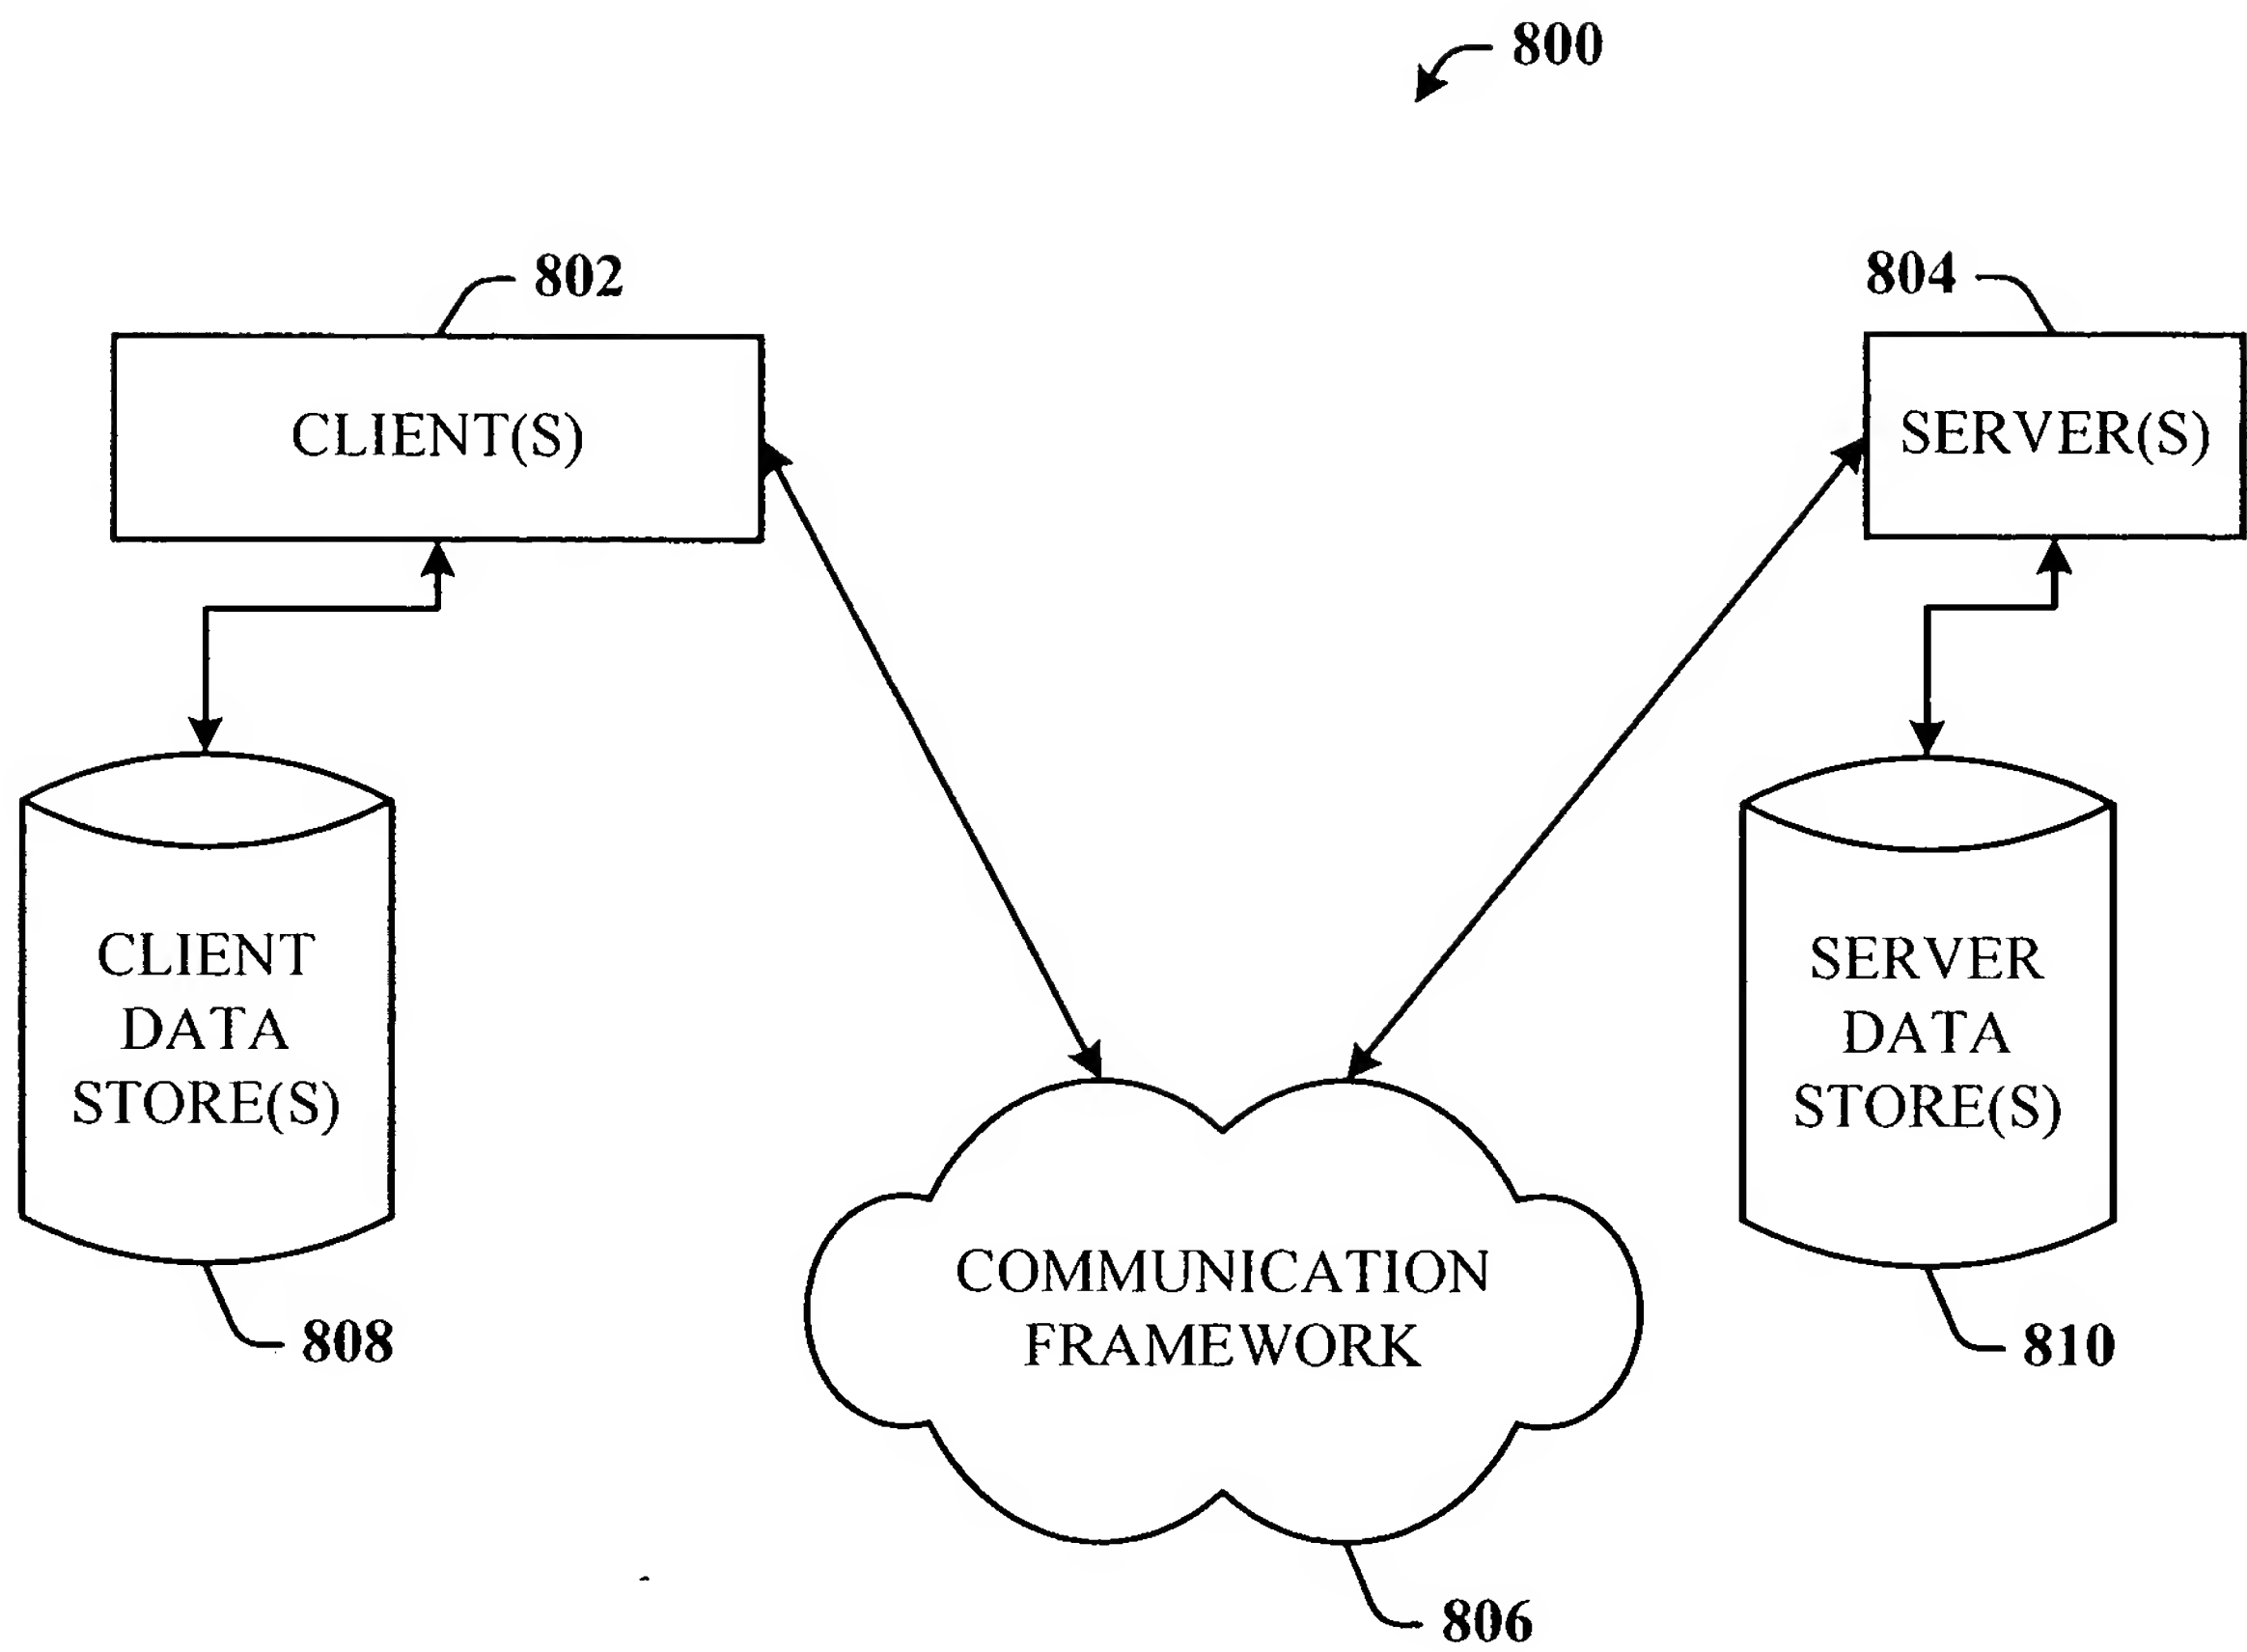 800
802
804
CLIENT(S)
SERVER(S)
CLIENT
DATA
STORE(S)
SERVER
DATA
STORE(S)
COMMUNICATION
FRAMEWORK
808
810
806